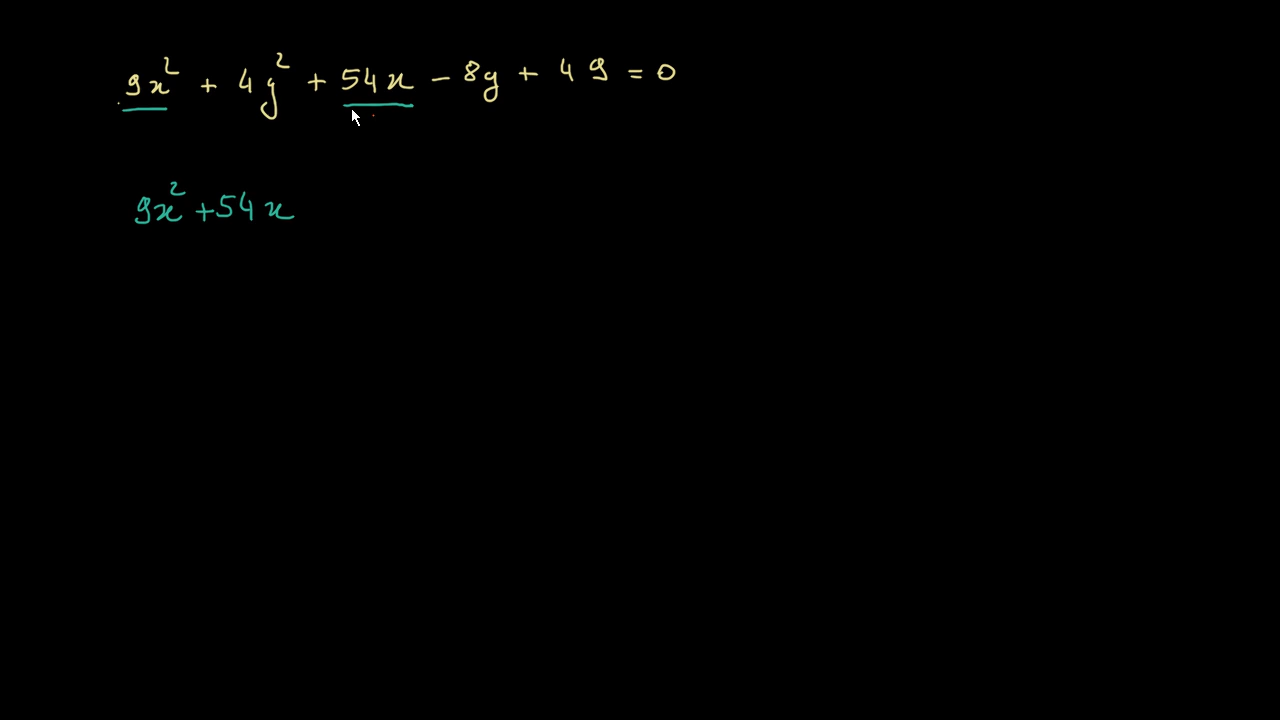 9x² + 4y² + 54x - 8y + 49 = 0
9x² + 54x